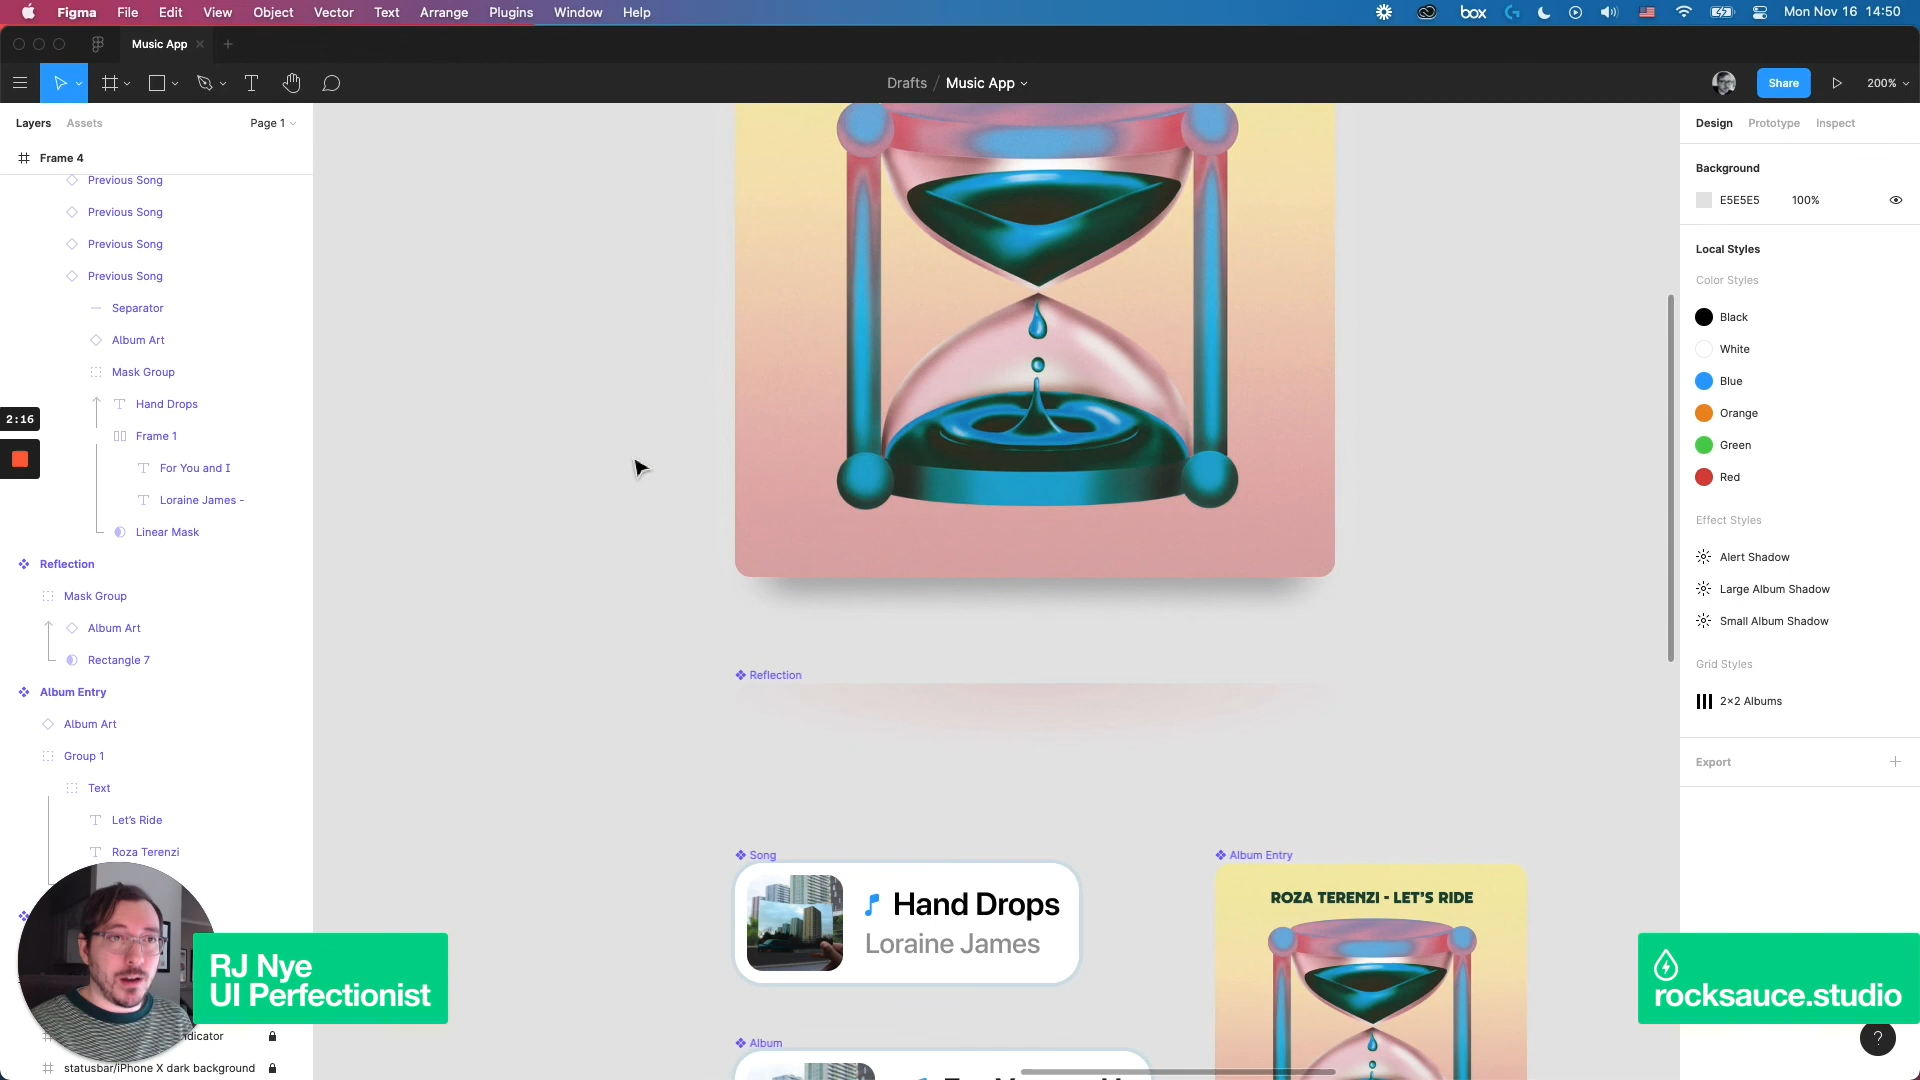 Figma File Edit View Object Vector Text Arrange Plugins Window Help
box
Mon Nov 16 14:50
Music App
Drafts / Music App
Share
200%
Layers Assets
Page 1
Frame 4
Previous Song
Previous Song
Previous Song
Previous Song
Separator
Album Art
Mask Group
Hand Drops
Frame 1
For You and I
Loraine James -
Linear Mask
Reflection
Mask Group
Album Art
Rectangle 7
Album Entry
Album Art
Group 1
Text
Let's Ride
Roza Terenzi
dicator
statusbar/iPhone X dark background
2:16
RJ Nye
UI Perfectionist
Reflection
Song
Hand Drops
Loraine James
Album
Album Entry
ROZA TERENZI - LET'S RIDE
Design Prototype Inspect
Background
E5E5E5 100%
Local Styles
Color Styles
Black
White
Blue
Orange
Green
Red
Effect Styles
Alert Shadow
Large Album Shadow
Small Album Shadow
Grid Styles
2×2 Albums
Export
rocksauce.studio
?